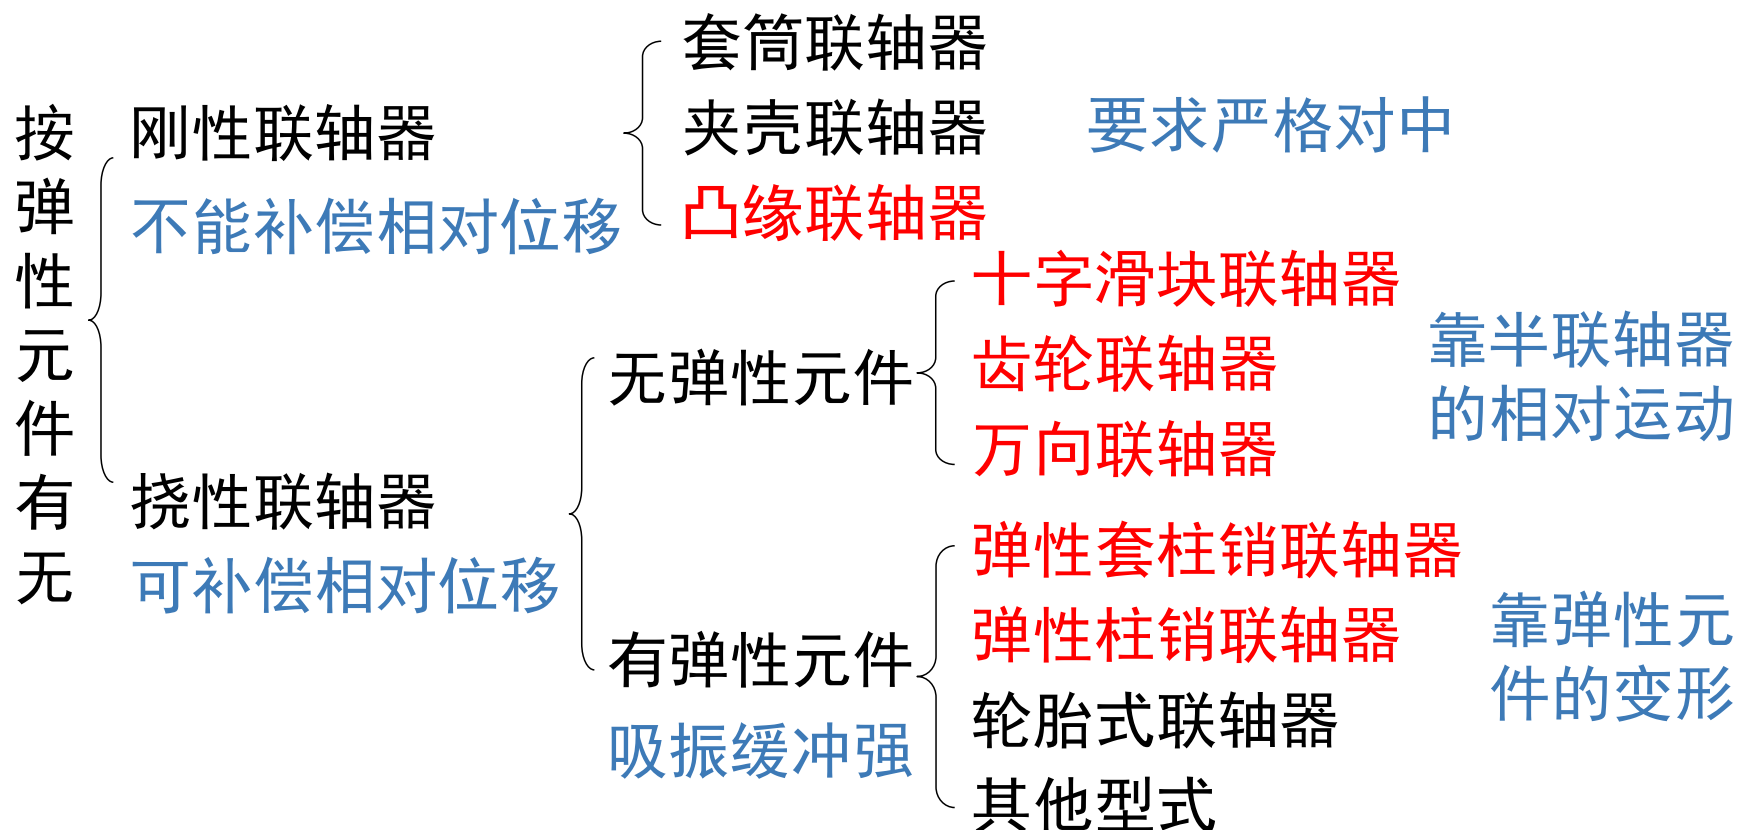 按弹性元件有无
刚性联轴器
不能补偿相对位移
套筒联轴器
夹壳联轴器
凸缘联轴器
要求严格对中
挠性联轴器
可补偿相对位移
无弹性元件
十字滑块联轴器
齿轮联轴器
万向联轴器
靠半联轴器
的相对运动
有弹性元件
吸振缓冲强
弹性套柱销联轴器
弹性柱销联轴器
轮胎式联轴器
其他型式
靠弹性元
件的变形